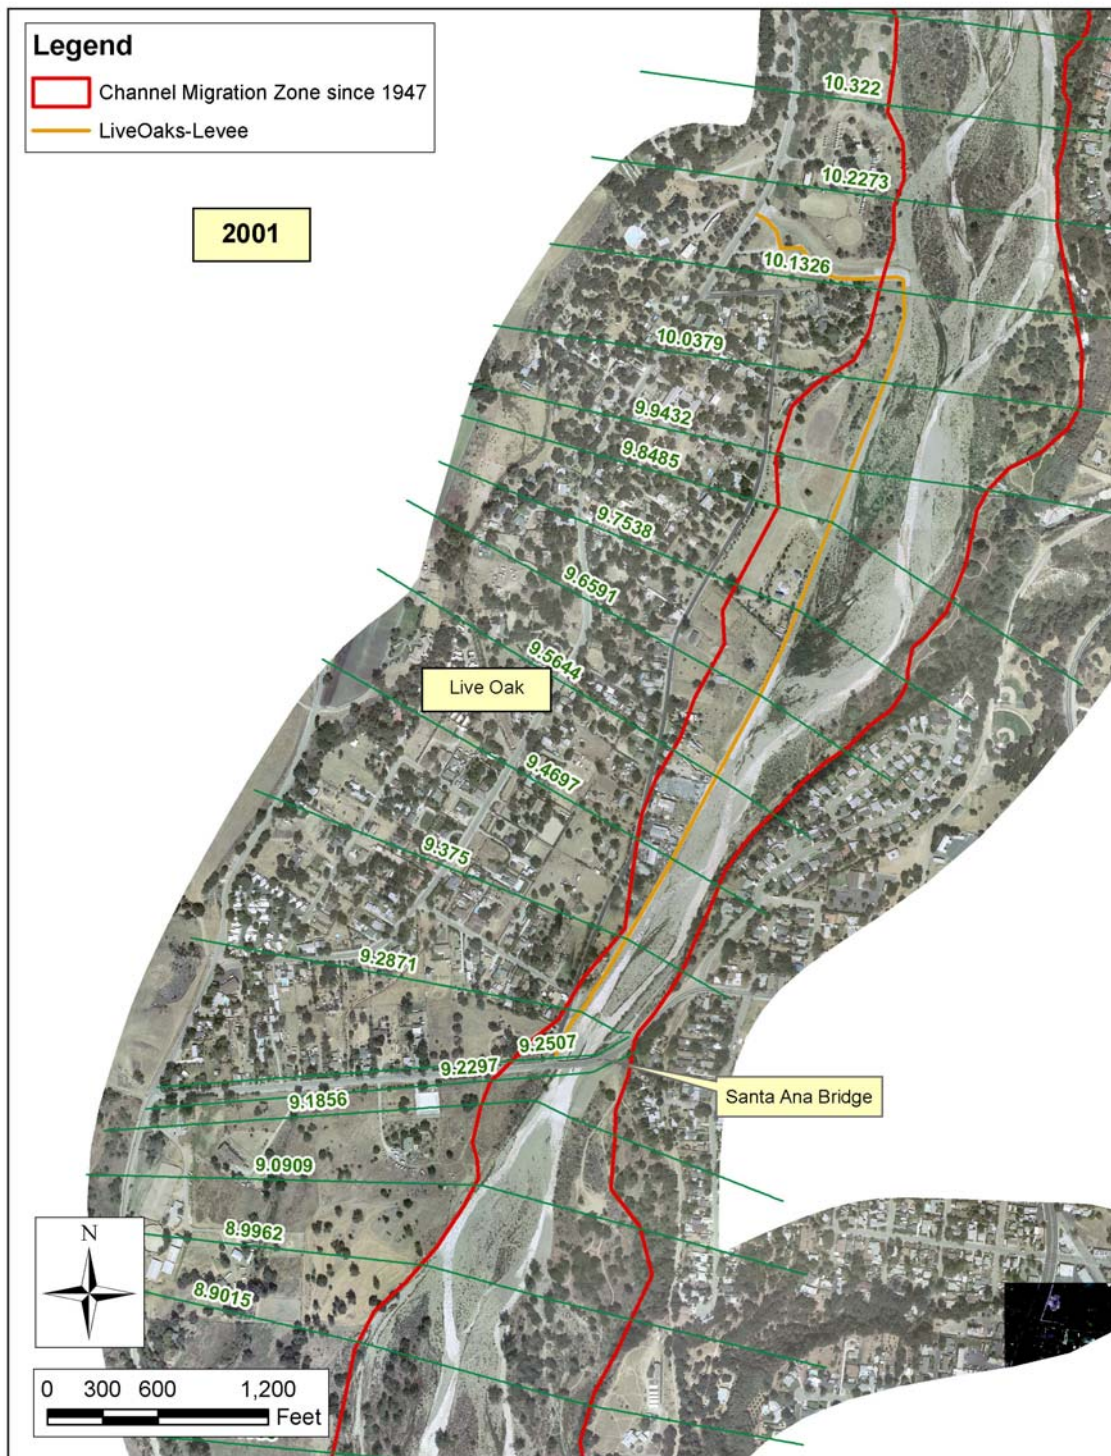 Legend
Channel Migration Zone since 1947
LiveOaks-Levee
2001
10.322
10.2273
10.1326
10.0379
9.9432
9.8485
9.7538
9.6591
9.5644
Live Oak
9.4697
9.375
9.2871
9.2507
9.2297
9.1856
Santa Ana Bridge
9.0909
8.9962
8.9015
N
0 300 600 1,200
Feet